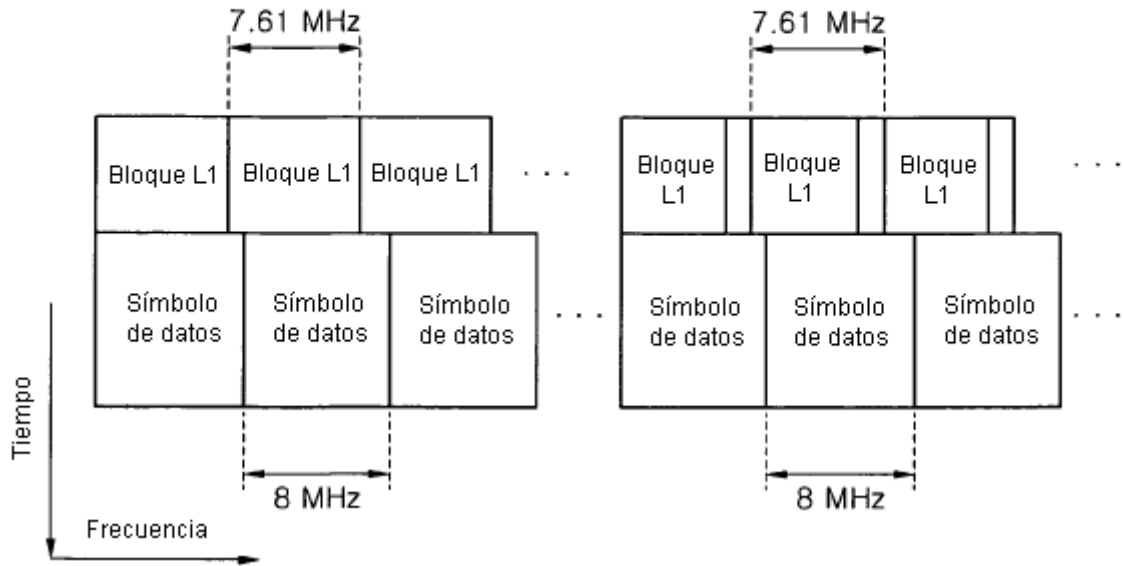 7.61 MHz
7.61 MHz
Bloque L1
Bloque L1
Bloque L1
. . .
Bloque
L1
Bloque
L1
Bloque
L1
. . .
Símbolo
de datos
Símbolo
de datos
Símbolo
de datos
. . .
Símbolo
de datos
Símbolo
de datos
Símbolo
de datos
. . .
Tiempo
8 MHz
8 MHz
Frecuencia